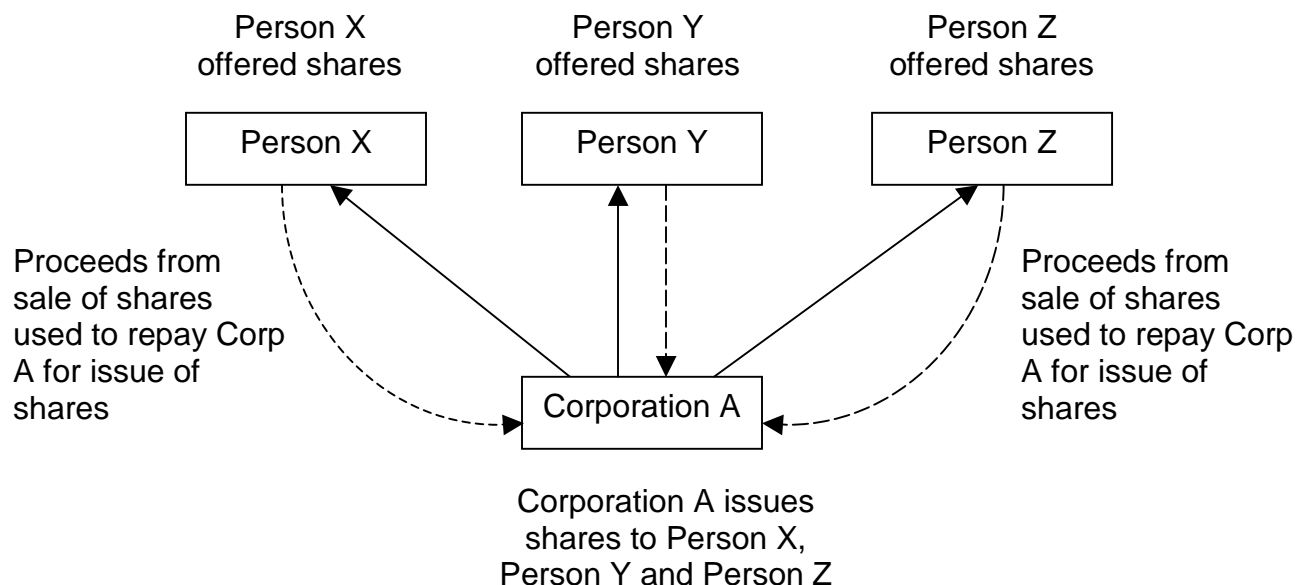 Person X
offered shares
Person Y
offered shares
Person Z
offered shares
Person X
Person Y
Person Z
Proceeds from
sale of shares
used to repay Corp
A for issue of
shares
Proceeds from
sale of shares
used to repay Corp
A for issue of
shares
Corporation A
Corporation A issues
shares to Person X,
Person Y and Person Z